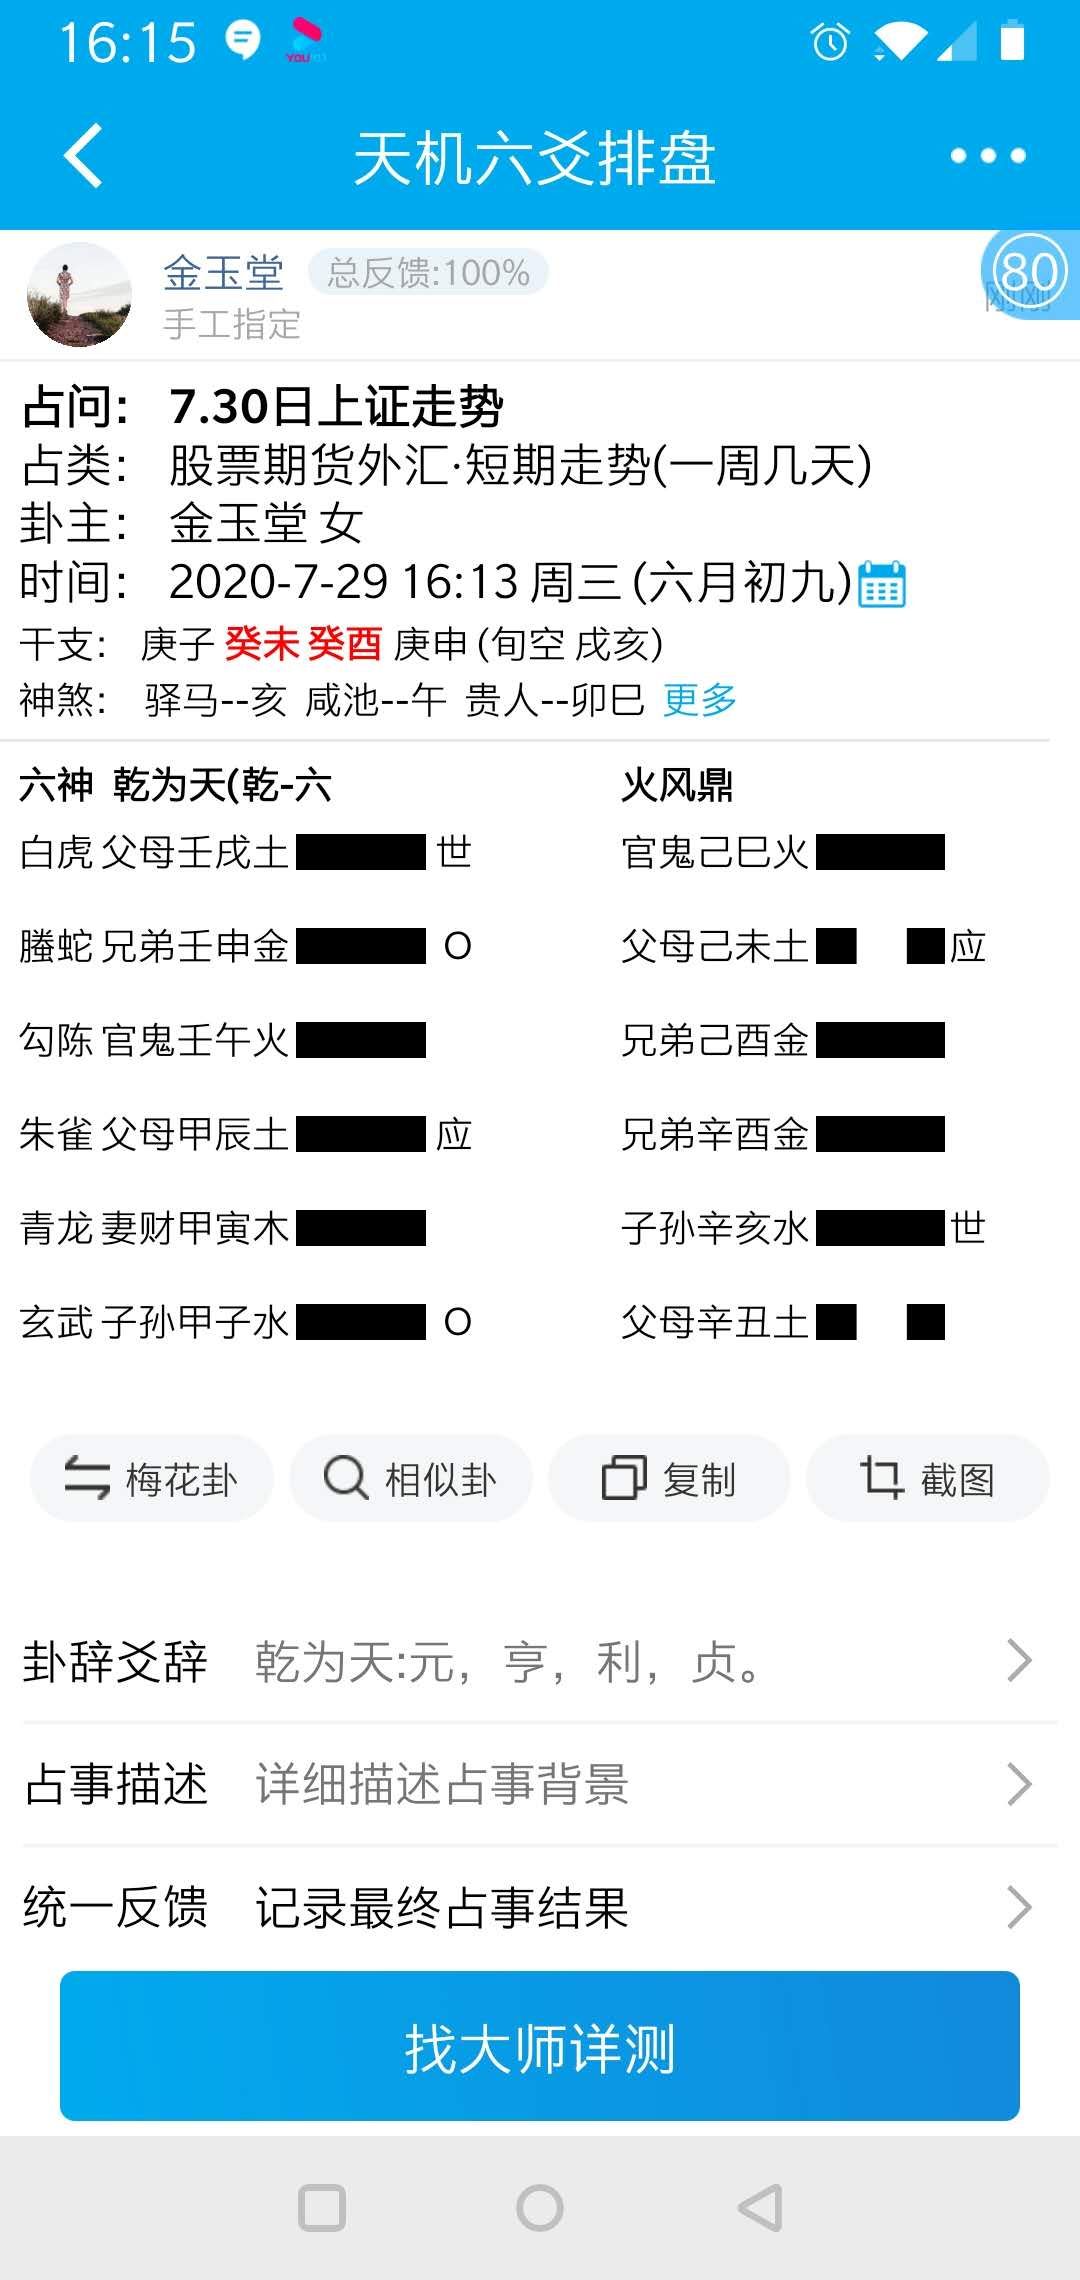 16:15
天机六爻排盘
金玉堂 总反馈:100%
80
刚刚
手工指定
占问: 7.30日上证走势
占类: 股票期货外汇·短期走势(一周几天)
卦主: 金玉堂 女
时间: 2020-7-29 16:13 周三 (六月初九)
干支: 庚子 癸未 癸酉 庚申 (旬空 戌亥)
神煞: 驿马--亥 咸池--午 贵人--卯巳 更多
六神 乾为天(乾-六 火风鼎
白虎 父母壬戌土 世 官鬼己巳火
螣蛇 兄弟壬申金 O 父母己未土 应
勾陈 官鬼壬午火 兄弟己酉金
朱雀 父母甲辰土 应 兄弟辛酉金
青龙 妻财甲寅木 子孙辛亥水 世
玄武 子孙甲子水 O 父母辛丑土
梅花卦 相似卦 复制 截图
卦辞爻辞 乾为天:元，亨，利，贞。
占事描述 详细描述占事背景
统一反馈 记录最终占事结果
找大师详测